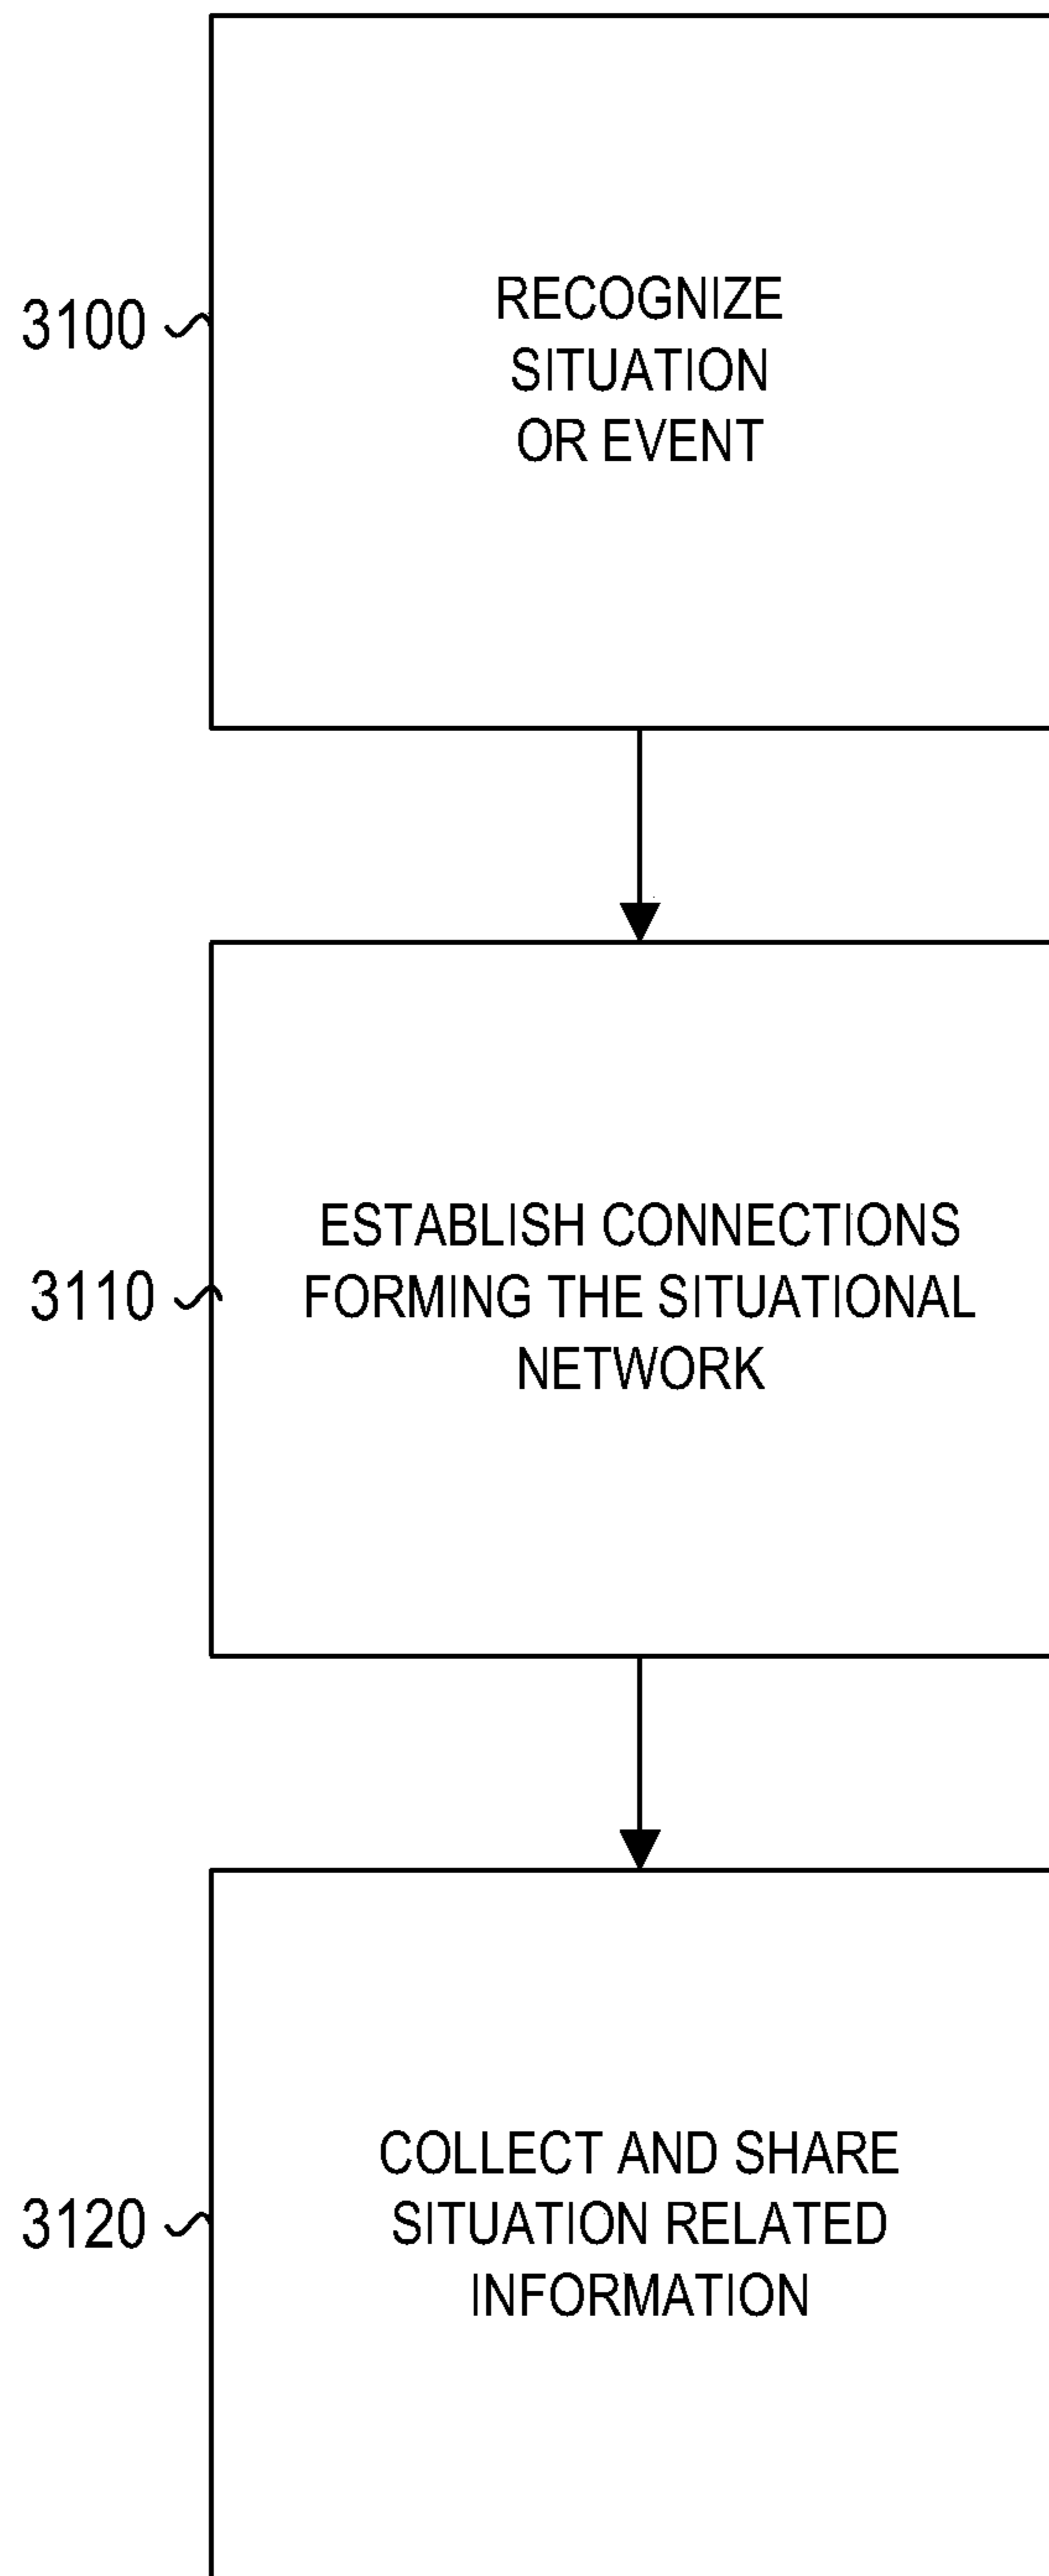 3100
RECOGNIZE
SITUATION
OR EVENT
3110
ESTABLISH CONNECTIONS
FORMING THE SITUATIONAL
NETWORK
3120
COLLECT AND SHARE
SITUATION RELATED
INFORMATION